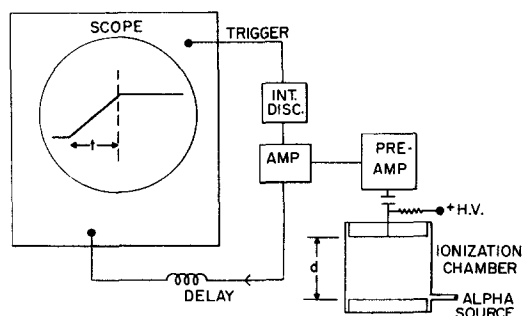 SCOPE
TRIGGER
INT.
DISC.
t
AMP
PRE-
AMP
+H.V.
d
IONIZATION
CHAMBER
DELAY
ALPHA
SOURCE